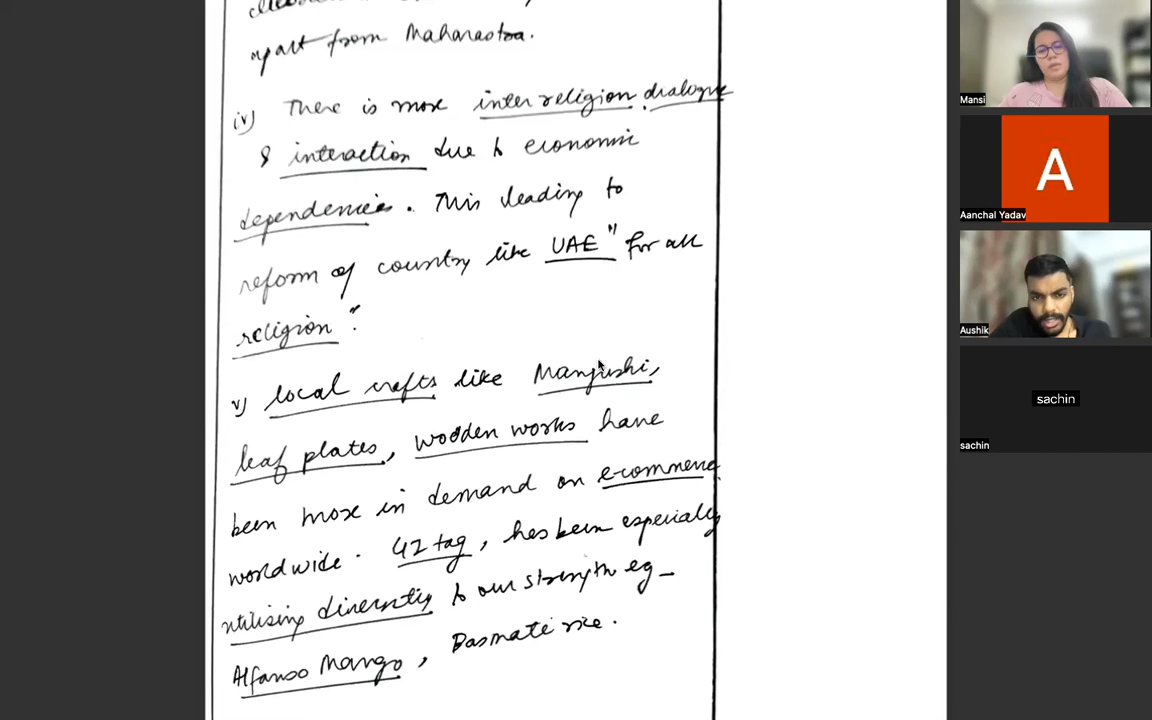 apart from Maharastra.
iv) There is more inter religion dialogue
& interaction due to economic
dependencies. This leading to
reform of country like UAE "for all
religion".
v) local crafts like Manjushi,
leaf plates, wooden works have
been more in demand on e-commerce
worldwide. GI tag, has been especially
utilising diversity to our strength eg -
Alfanso Mango, Basmati rice.
Mansi
A
Aanchal Yadav
Aushik
sachin
sachin